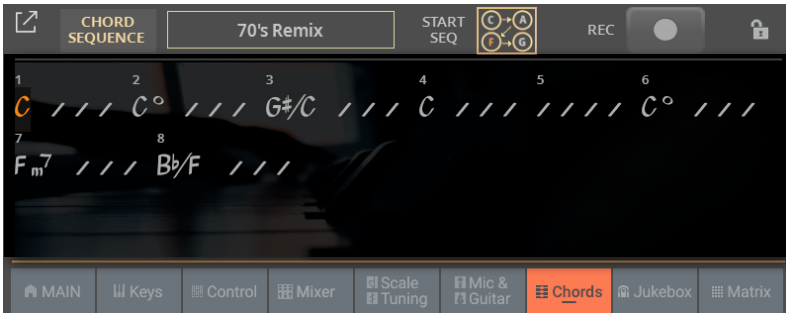 CHORD SEQUENCE 70's Remix START SEQ C A F G REC
1 2 3 4 5 6
C / / / C° / / / G♯/C / / / C / / / / / / / C° / / /
7 8
Fm7 / / / B♭/F / / /
MAIN Keys Control Mixer Scale Tuning Mic & Guitar Chords Jukebox Matrix